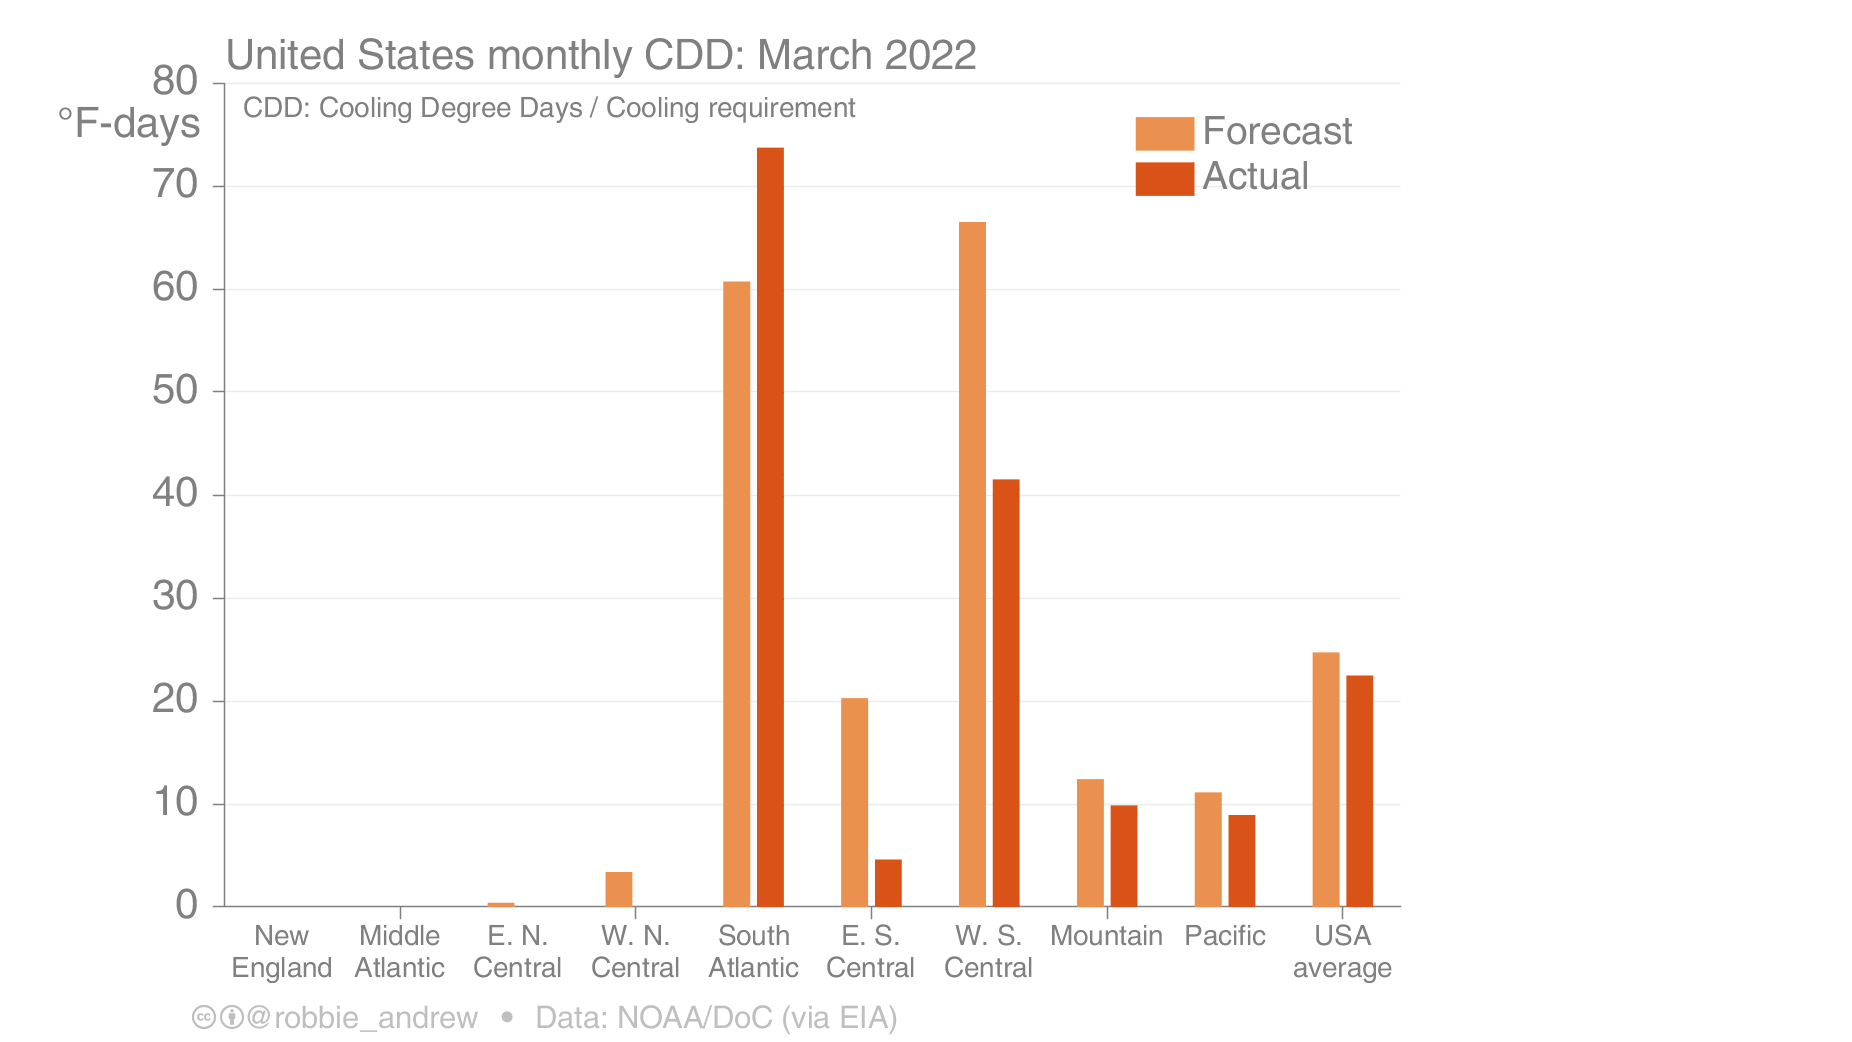 United States monthly CDD: March 2022
80
°F-days
CDD: Cooling Degree Days / Cooling requirement
Forecast
Actual
70
60
50
40
30
20
10
0
New England
Middle Atlantic
E. N. Central
W. N. Central
South Atlantic
E. S. Central
W. S. Central
Mountain
Pacific
USA average
@robbie_andrew • Data: NOAA/DoC (via EIA)